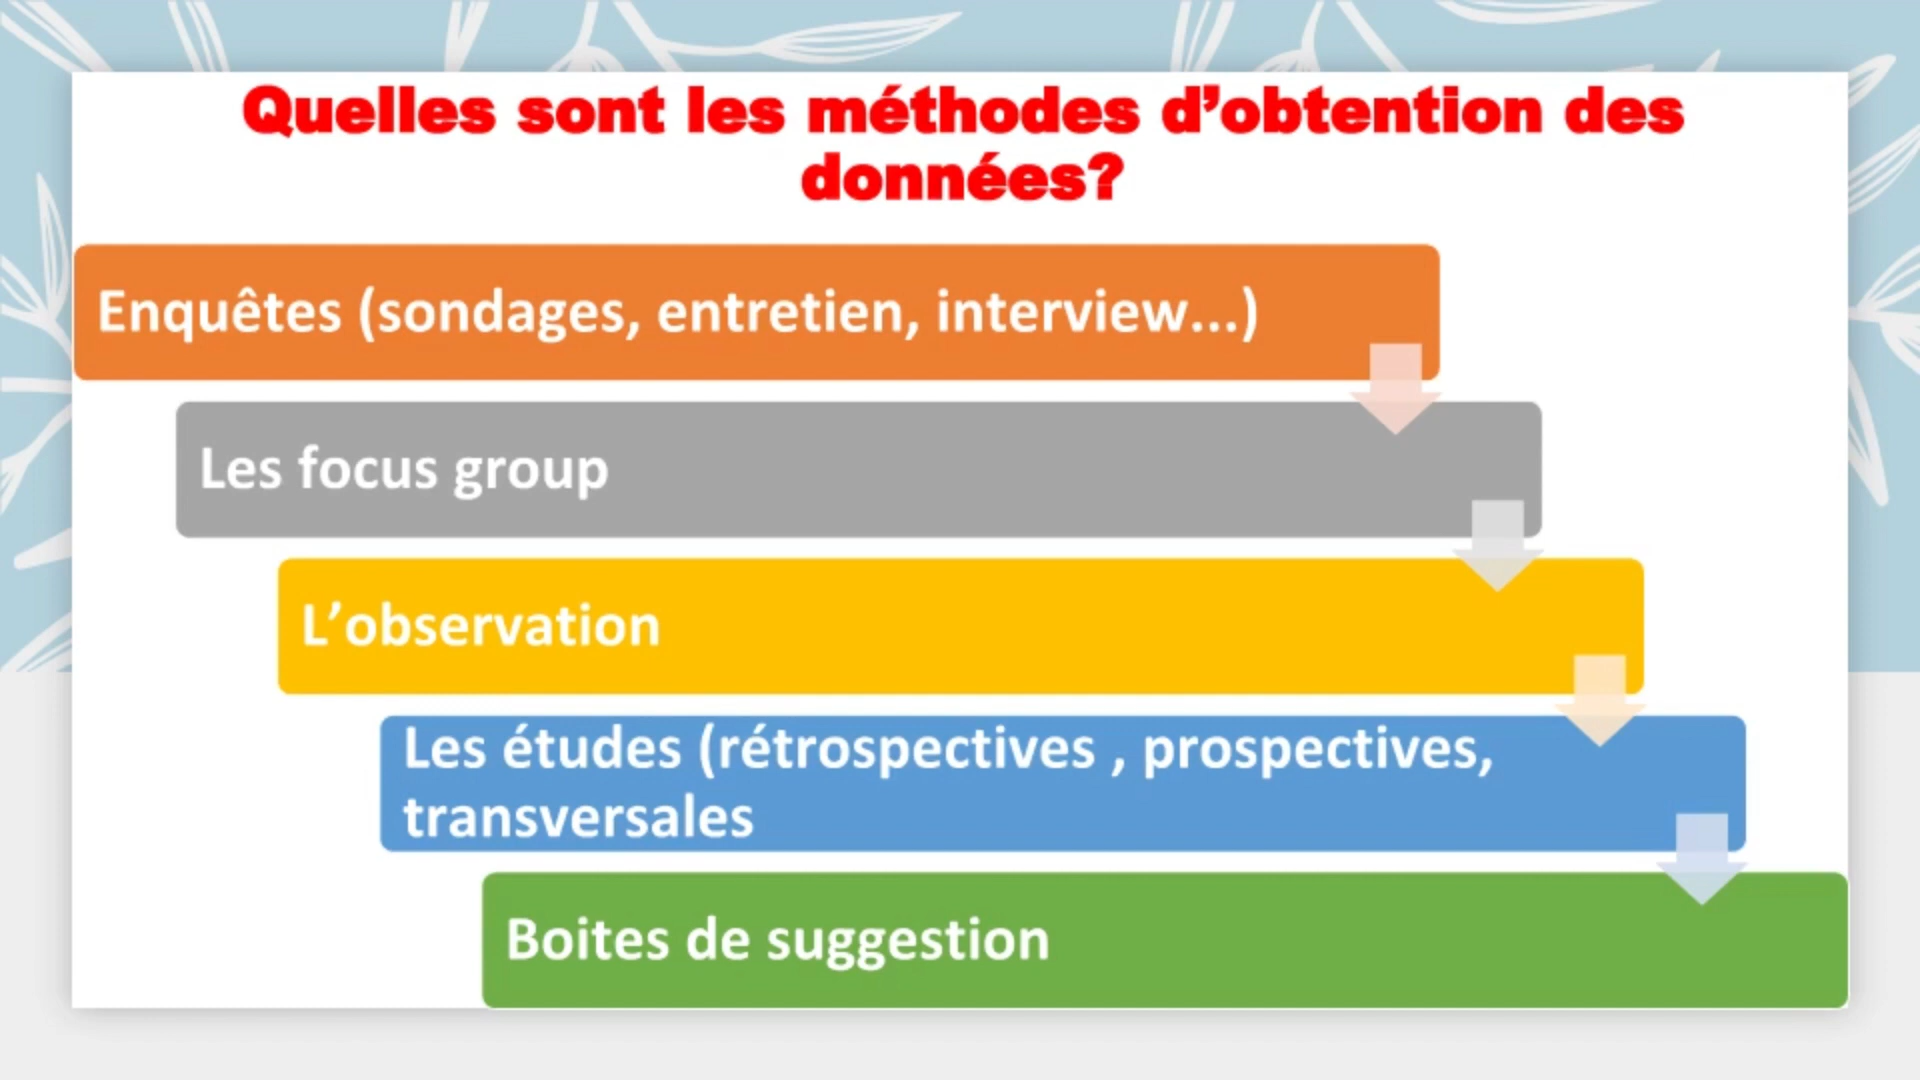 Quelles sont les méthodes d’obtention des
données?
Enquêtes (sondages, entretien, interview...)
Les focus group
L’observation
Les études (rétrospectives , prospectives,
transversales
Boites de suggestion